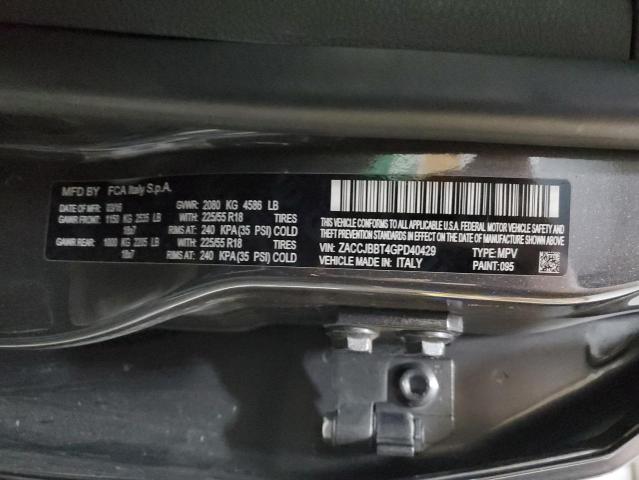 MFD BY FCA Italy S.p.A.
DATE OF MFR: 03/16 GVWR: 2080 KG 4586 LB
GAWR FRONT: 1150 KG 2535 LB WITH: 225/55 R18 TIRES
18x7 RIMS AT: 240 KPA(35 PSI) COLD
GAWR REAR: 1000 KG 2205 LB WITH: 225/55 R18 TIRES
18x7 RIMS AT: 240 KPA (35 PSI) COLD
THIS VEHICLE CONFORMS TO ALL APPLICABLE U.S.A. FEDERAL MOTOR VEHICLE SAFETY, BUMPER, AND
THEFT PREVENTION STANDARDS IN EFFECT ON THE DATE OF MANUFACTURE SHOWN ABOVE.
VIN: ZACCJBBT4GPD40429 TYPE: MPV
VEHICLE MADE IN: ITALY PAINT: 095